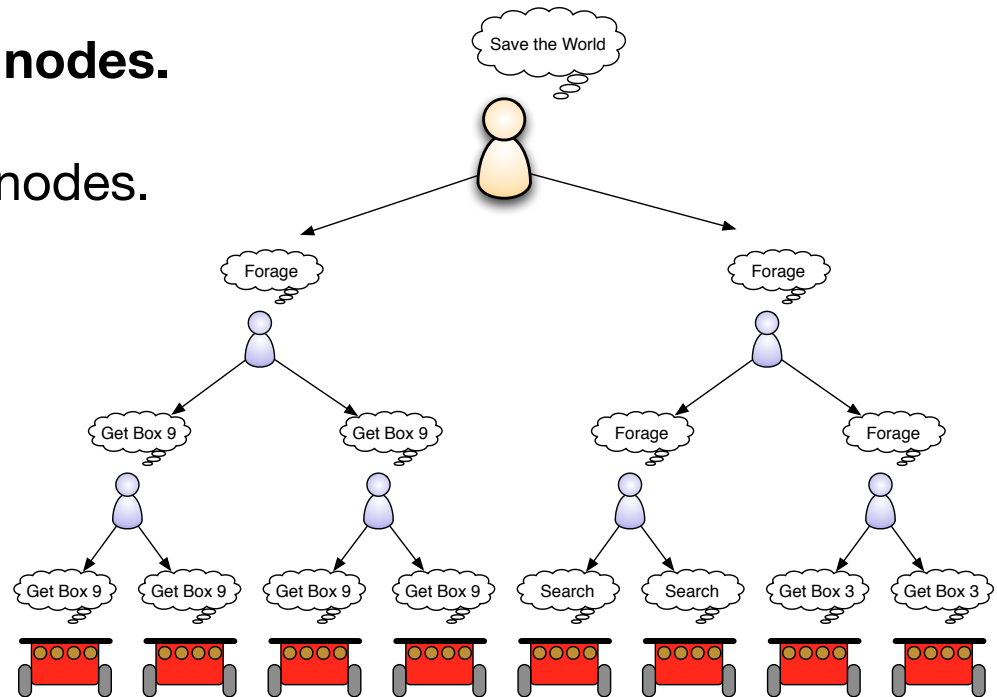 nodes.
nodes.
Save the World
Forage
Forage
Get Box 9
Get Box 9
Forage
Forage
Get Box 9
Get Box 9
Get Box 9
Get Box 9
Search
Search
Get Box 3
Get Box 3